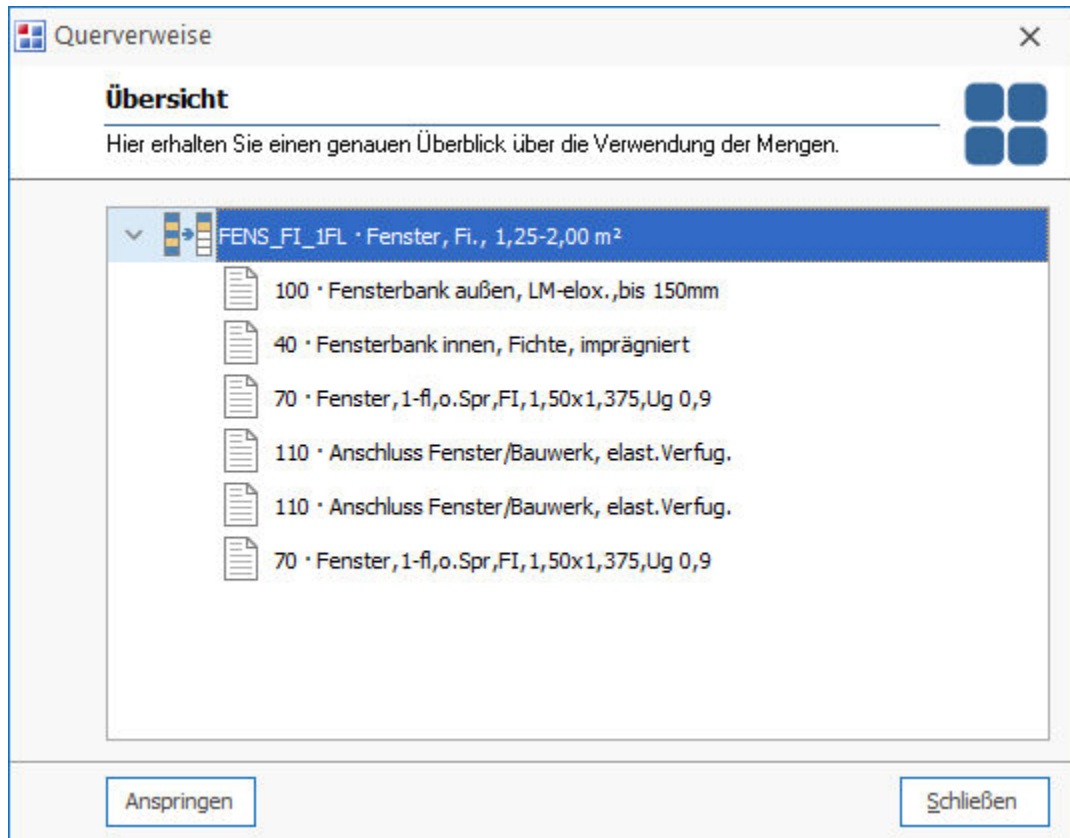 Querverweise
Übersicht
Hier erhalten Sie einen genauen Überblick über die Verwendung der Mengen.
FENS_FI_1FL · Fenster, Fi., 1,25-2,00 m²
100 · Fensterbank außen, LM-elox.,bis 150mm
40 · Fensterbank innen, Fichte, imprägniert
70 · Fenster,1-fl,o.Spr,FI,1,50x1,375,Ug 0,9
110 · Anschluss Fenster/Bauwerk, elast.Verfug.
110 · Anschluss Fenster/Bauwerk, elast.Verfug.
70 · Fenster,1-fl,o.Spr,FI,1,50x1,375,Ug 0,9
Anspringen
Schließen